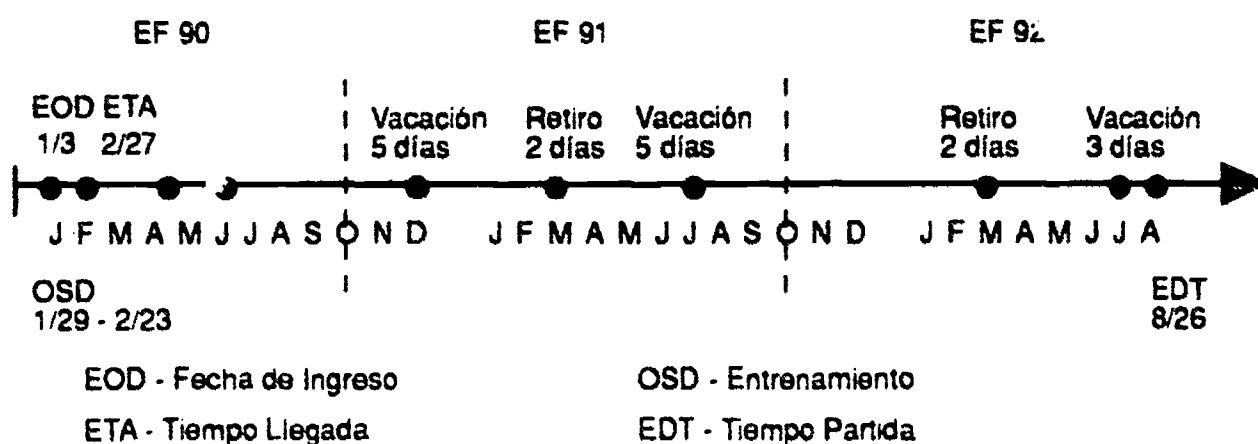 EF 90 EF 91 EF 92
EOD ETA
1/3 2/27
Vacación
5 días
Retiro
2 días
Vacación
5 días
Retiro
2 días
Vacación
3 días
J F M A M J J A S O N D J F M A M J J A S O N D J F M A M J J A
OSD
1/29 - 2/23
EDT
8/26
EOD - Fecha de Ingreso
OSD - Entrenamiento
ETA - Tiempo Llegada
EDT - Tiempo Partida